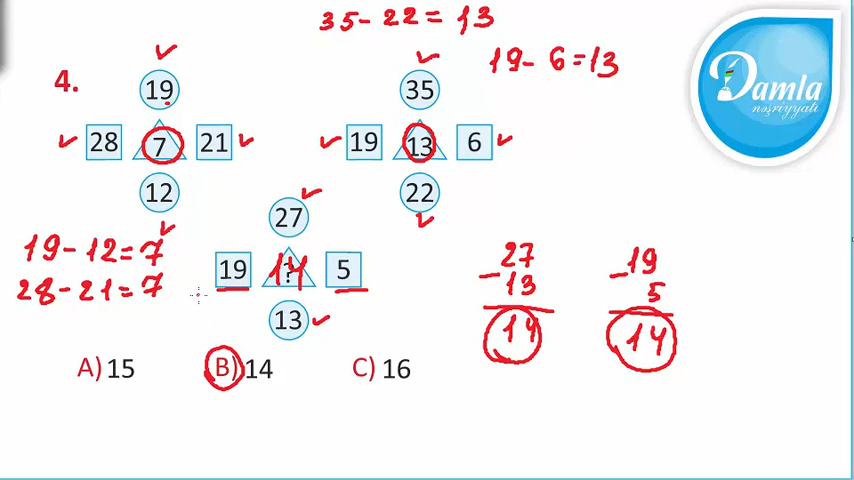 35 - 22 = 13
19 - 6 = 13
Damla
nəşriyyatı
4.
19
28 7 21
12
35
19 13 6
22
19 - 12 = 7
28 - 21 = 7
27
19 ? 14 5
13
27
- 13
14
19
- 5
14
A) 15 B) 14 C) 16